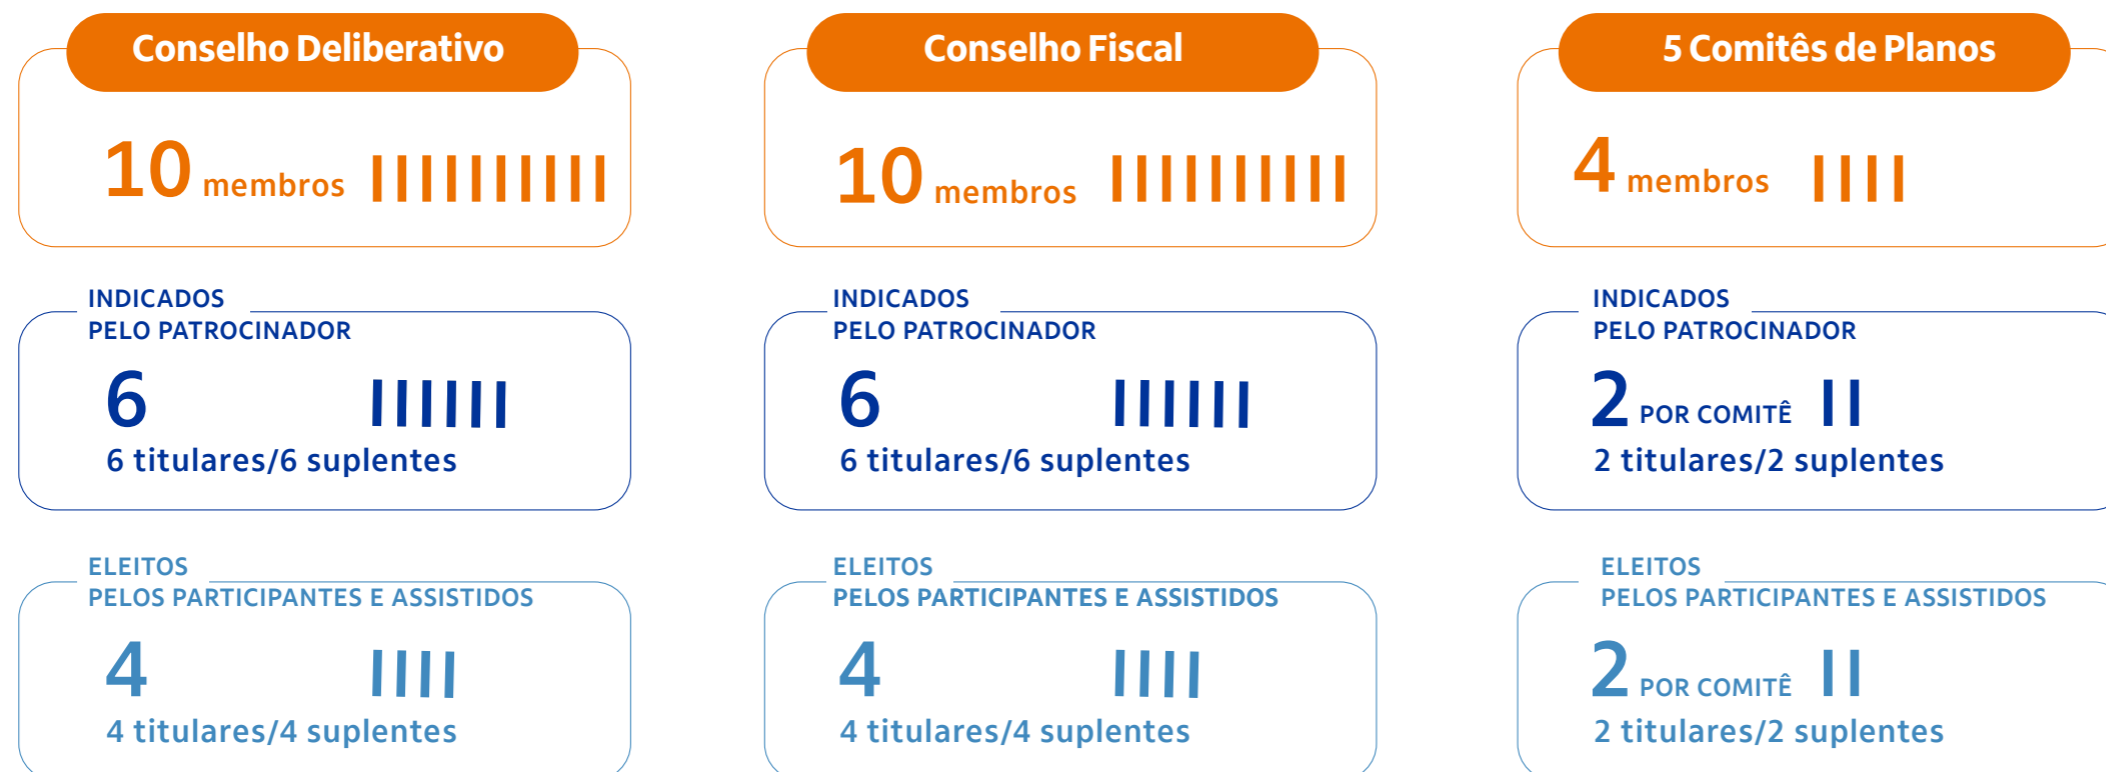 Conselho Deliberativo
10 membros
INDICADOS
PELO PATROCINADOR
6
6 titulares/6 suplentes
ELEITOS
PELOS PARTICIPANTES E ASSISTIDOS
4
4 titulares/4 suplentes
Conselho Fiscal
10 membros
INDICADOS
PELO PATROCINADOR
6
6 titulares/6 suplentes
ELEITOS
PELOS PARTICIPANTES E ASSISTIDOS
4
4 titulares/4 suplentes
5 Comitês de Planos
4 membros
INDICADOS
PELO PATROCINADOR
2 POR COMITÊ
2 titulares/2 suplentes
ELEITOS
PELOS PARTICIPANTES E ASSISTIDOS
2 POR COMITÊ
2 titulares/2 suplentes